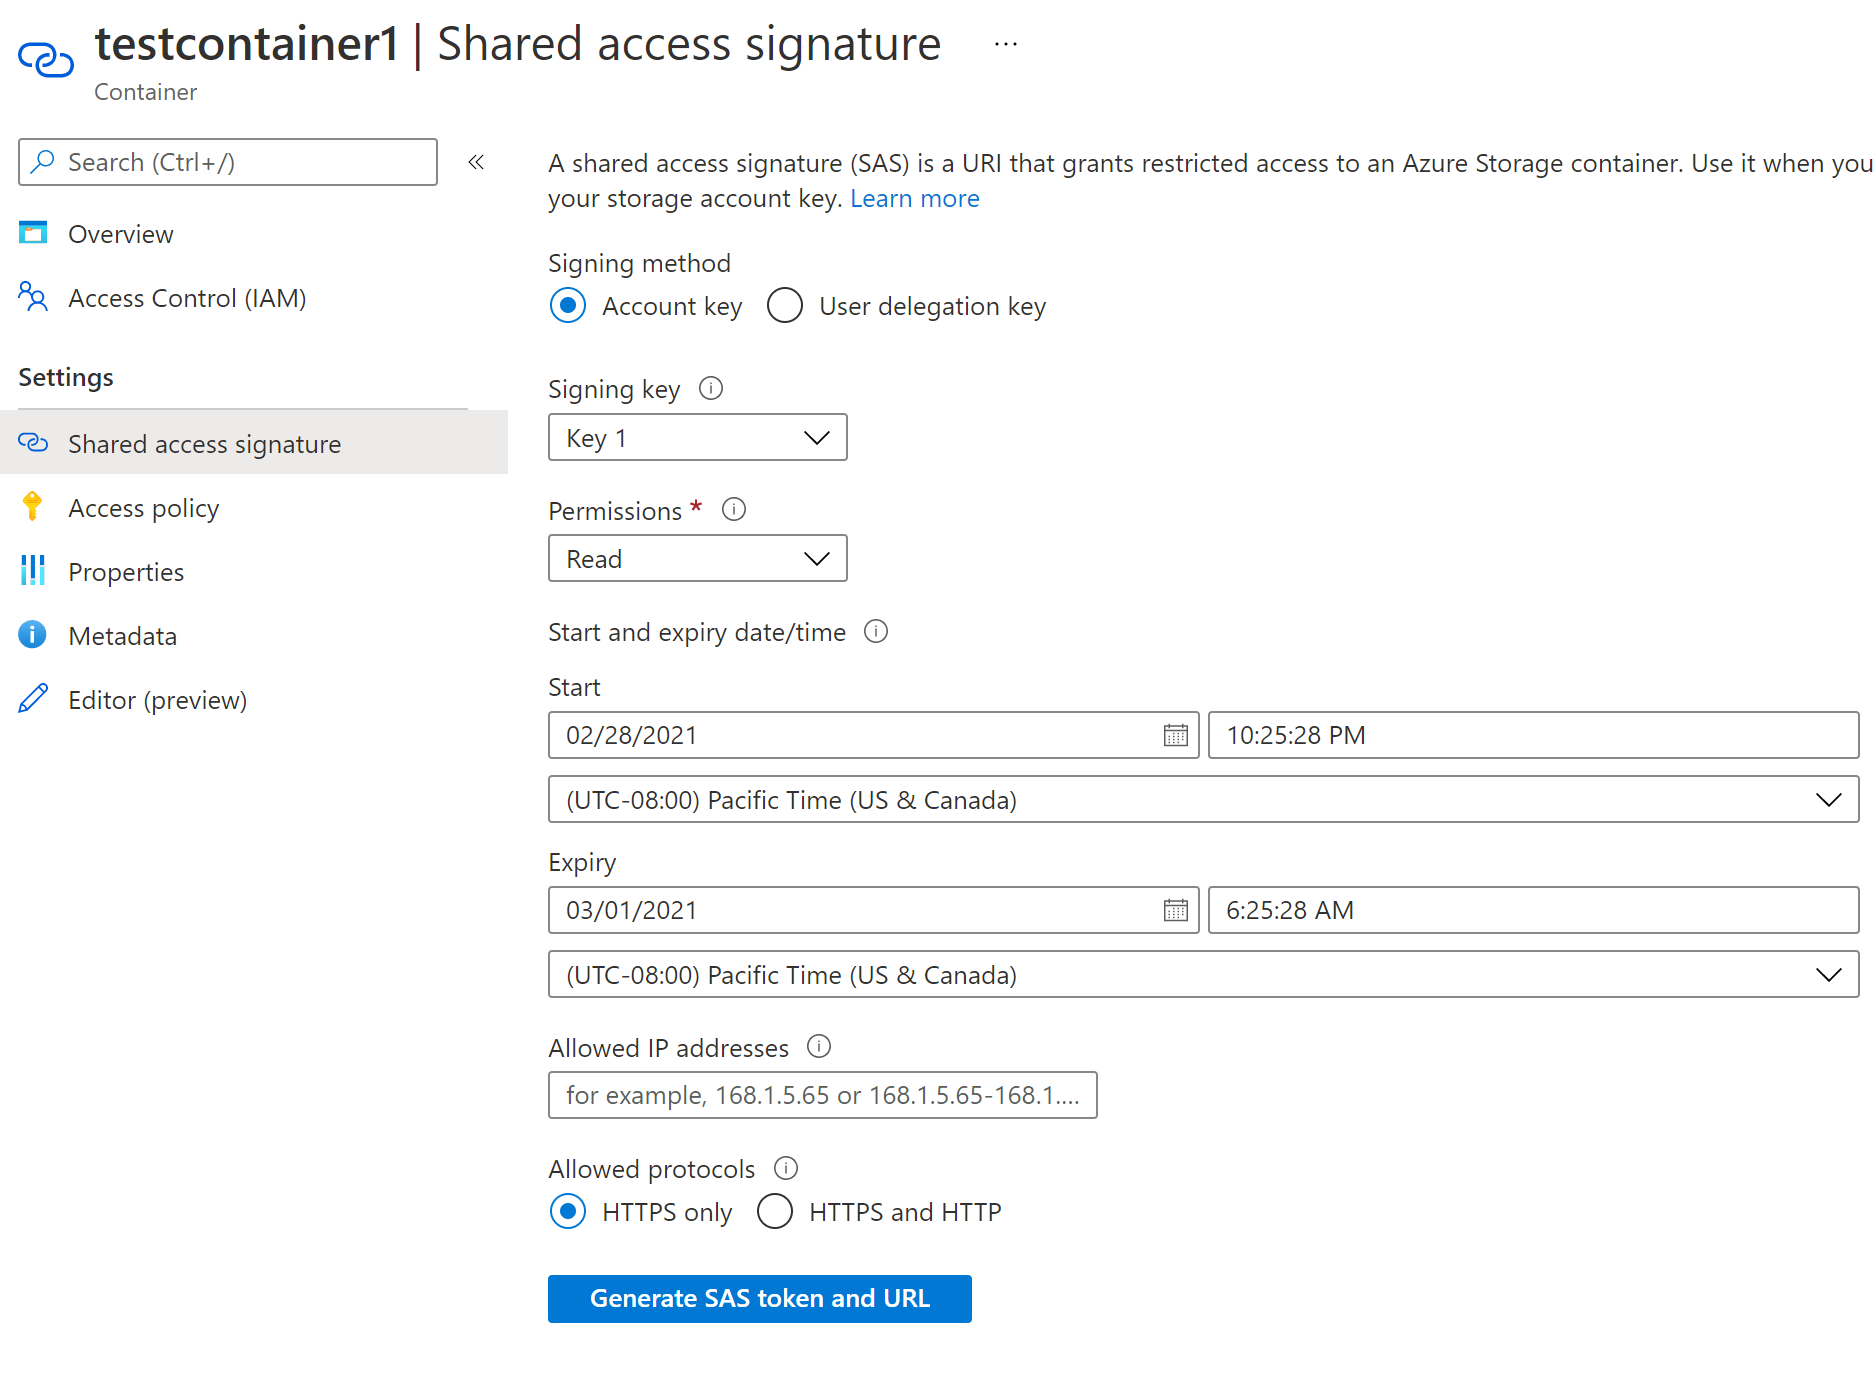 testcontainer1 | Shared access signature ...
Container
Search (Ctrl+/)
«
A shared access signature (SAS) is a URI that grants restricted access to an Azure Storage container. Use it when you
your storage account key. Learn more
Overview
Access Control (IAM)
Settings
Shared access signature
Access policy
Properties
Metadata
Editor (preview)
Signing method
Account key
User delegation key
Signing key
Key 1
Permissions *
Read
Start and expiry date/time
Start
02/28/2021
10:25:28 PM
(UTC-08:00) Pacific Time (US & Canada)
Expiry
03/01/2021
6:25:28 AM
(UTC-08:00) Pacific Time (US & Canada)
Allowed IP addresses
for example, 168.1.5.65 or 168.1.5.65-168.1....
Allowed protocols
HTTPS only
HTTPS and HTTP
Generate SAS token and URL